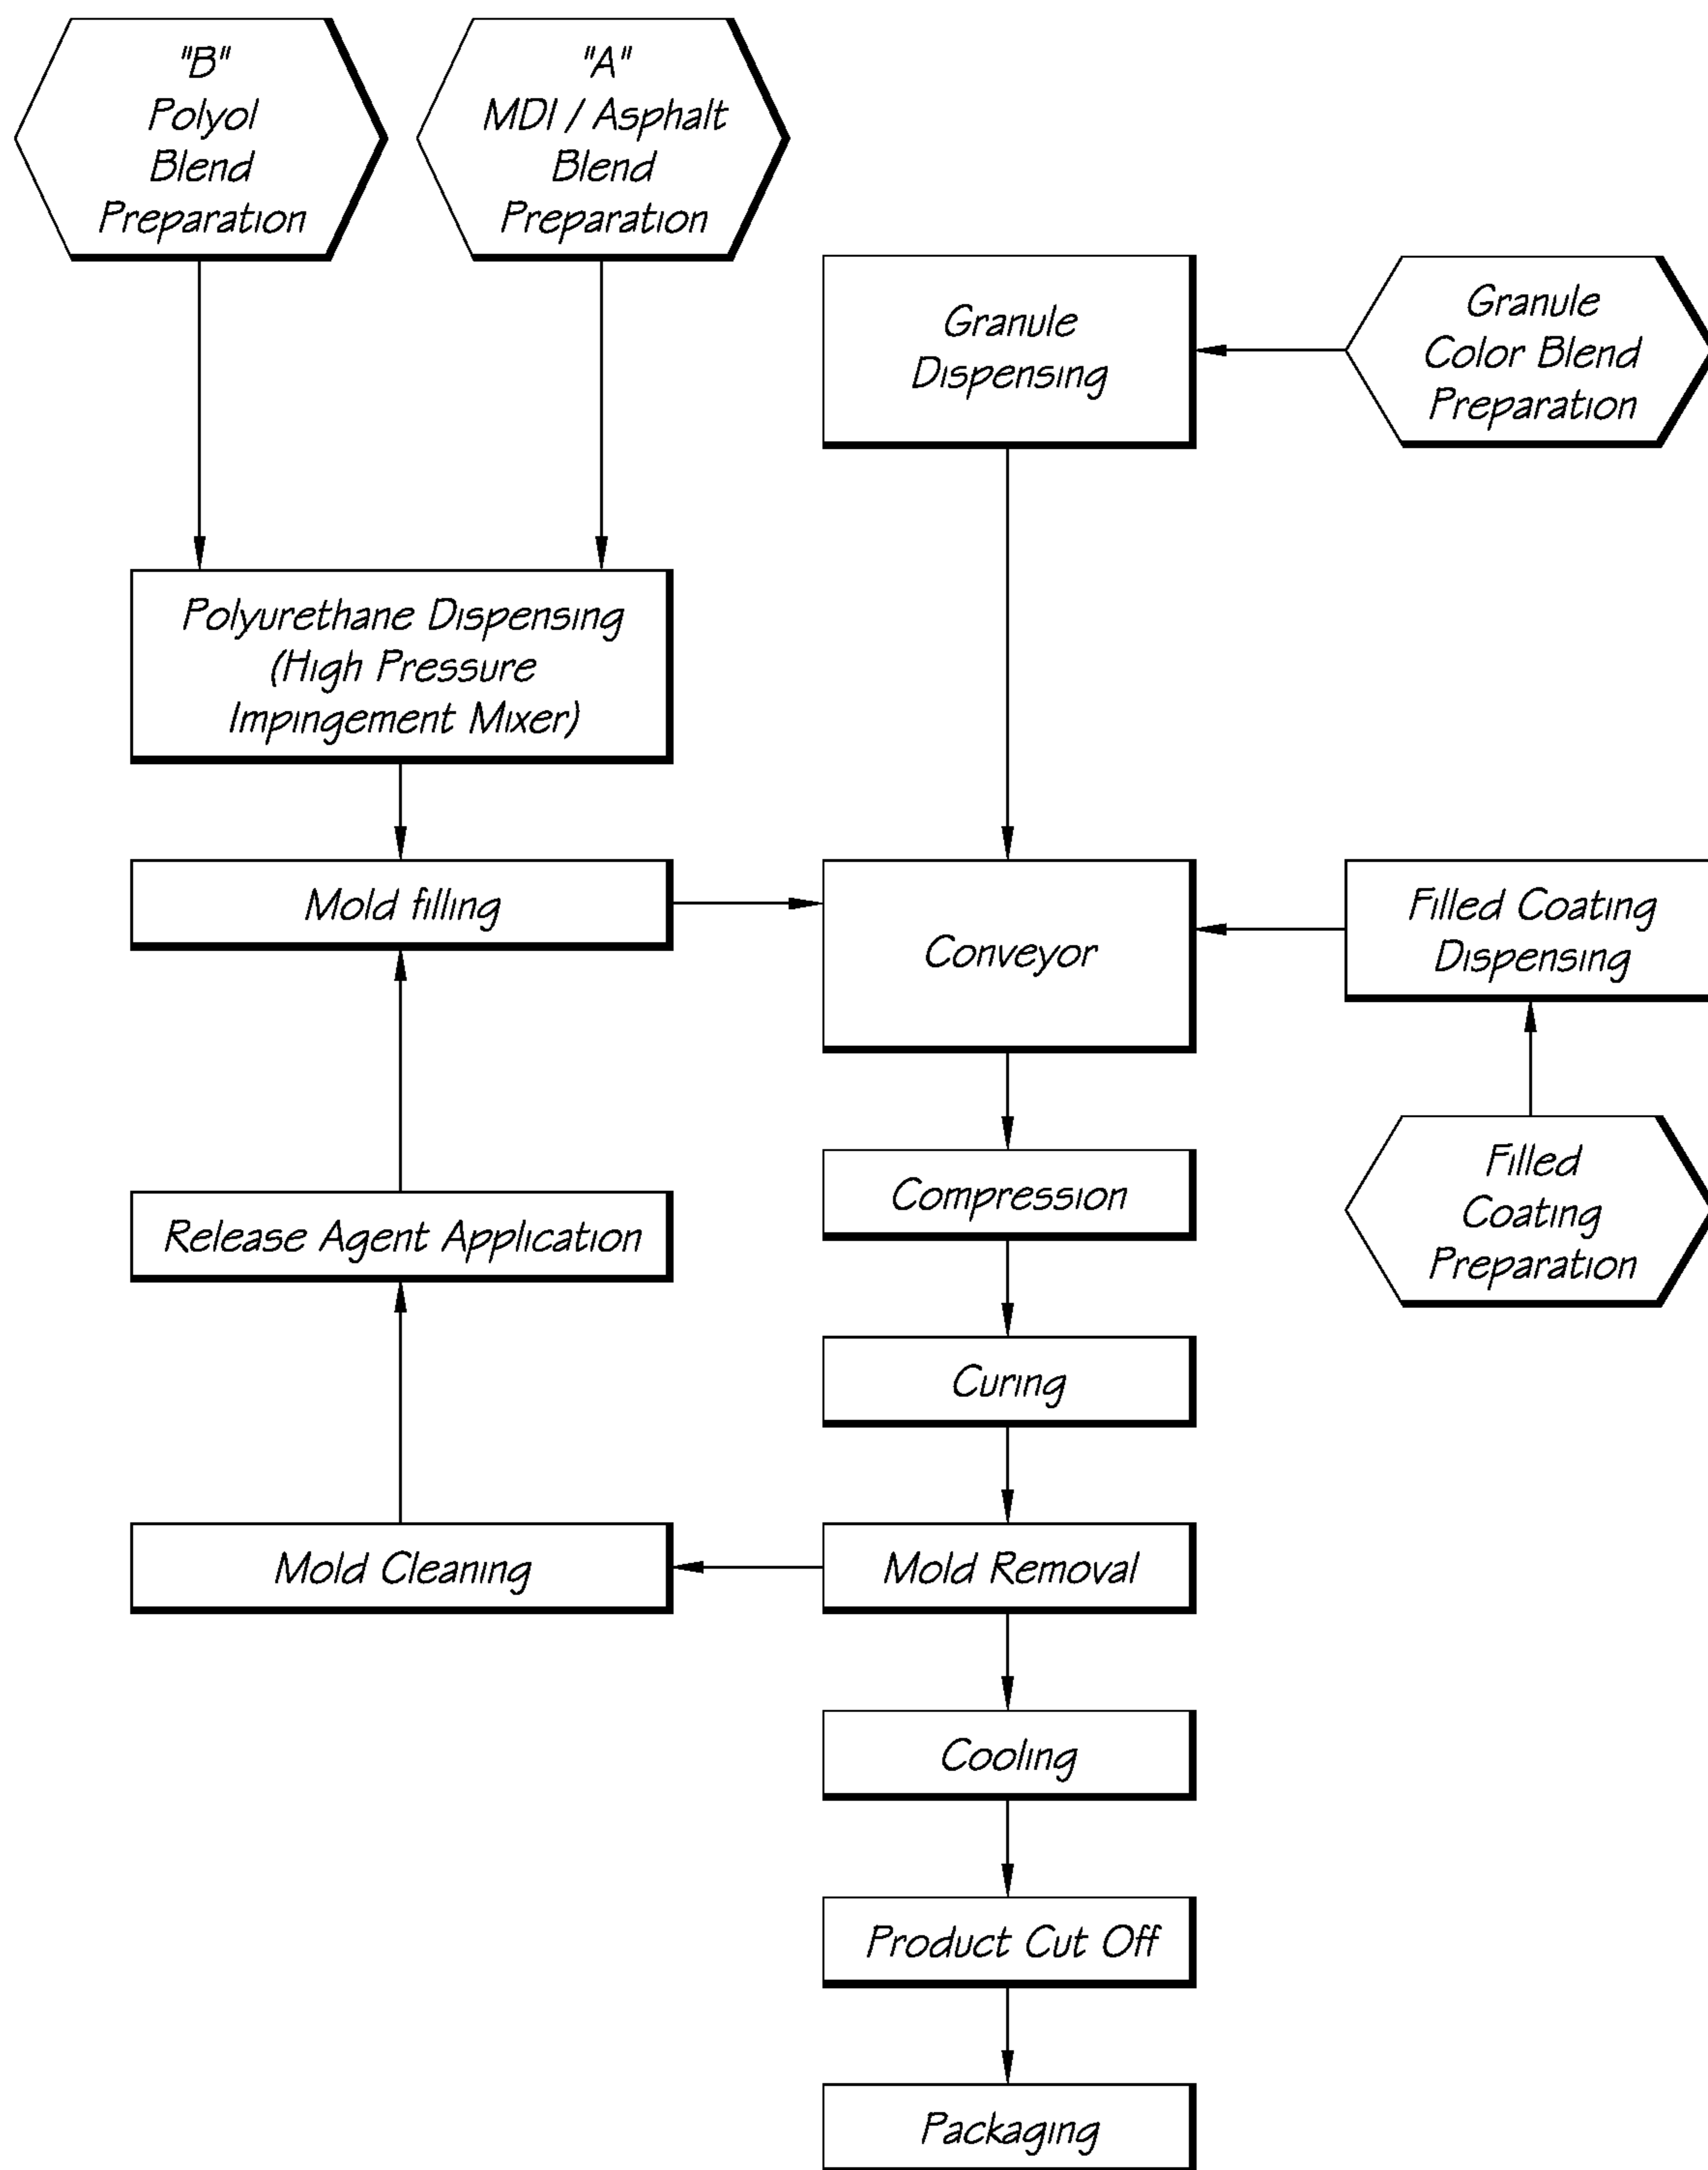 "B"
Polyol
Blend
Preparation
"A"
MDI / Asphalt
Blend
Preparation
Granule
Dispensing
Granule
Color Blend
Preparation
Polyurethane Dispensing
(High Pressure
Impingement Mixer)
Mold filling
Conveyor
Filled Coating
Dispensing
Compression
Filled
Coating
Preparation
Release Agent Application
Curing
Mold Cleaning
Mold Removal
Cooling
Product Cut Off
Packaging